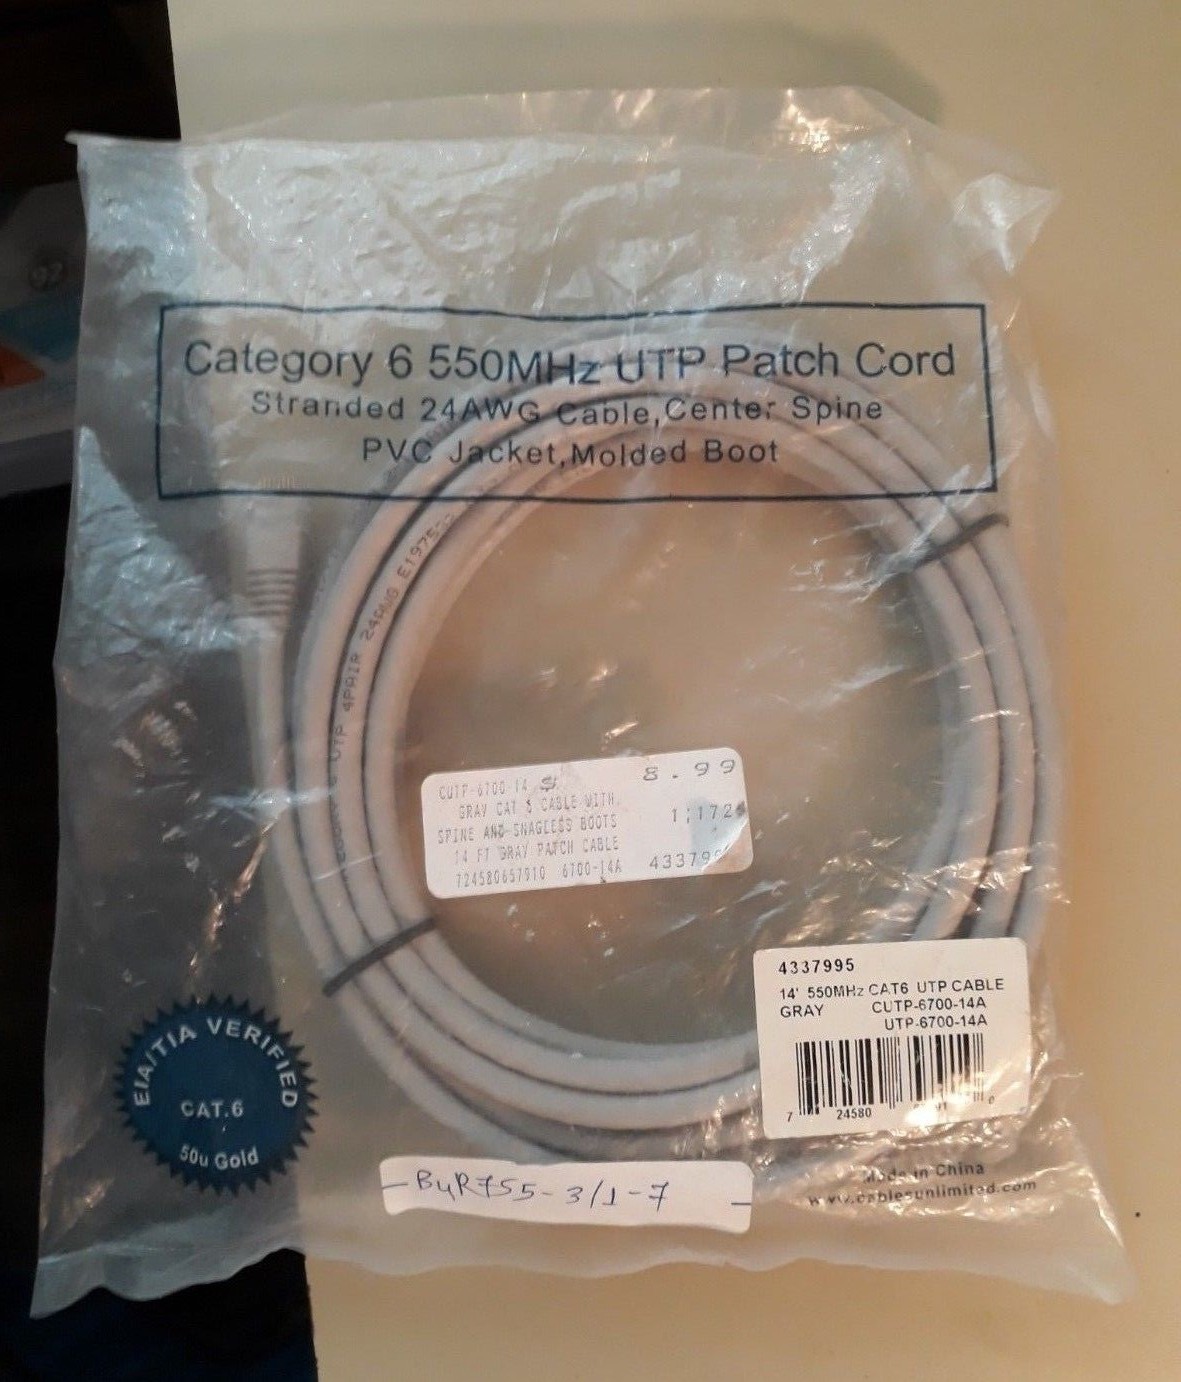 Category 6 550MHz UTP Patch Cord
Stranded 24AWG Cable,Center Spine
PVC Jacket,Molded Boot
UTP 4PAIR 24AWG
CUTP-6700-14 $ 8.99
GRAY CAT CABLE WITH
SPINE AND SNAGLESS BOOTS
14 FT GRAY PATCH CABLE
724580657910 6700-14A
4337995
14' 550MHz CAT6 UTP CABLE
GRAY CUTP-6700-14A
UTP-6700-14A
7 24580
EIA/TIA VERIFIED
CAT.6
50u Gold
Made in China
www.cablesunlimited.com
-B4R755-3/1-7 -